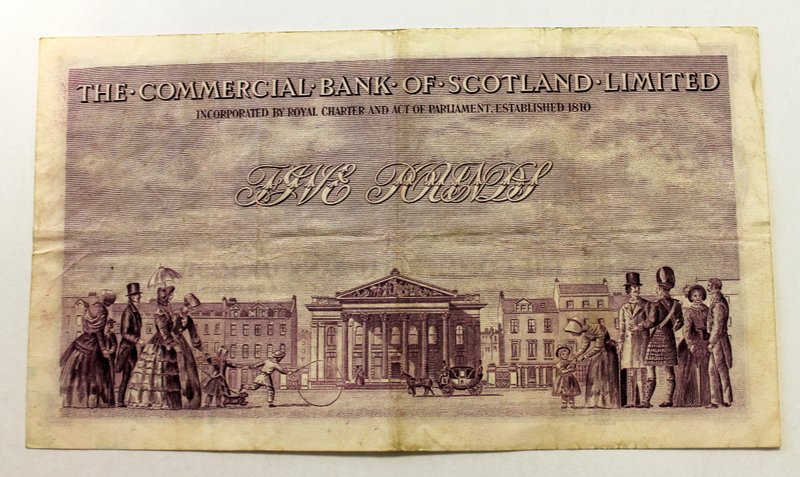 THE·COMMERCIAL·BANK·OF·SCOTLAND·LIMITED
INCORPORATED BY ROYAL CHARTER AND ACT OF PARLIAMENT, ESTABLISHED 1810
FIVE POUNDS